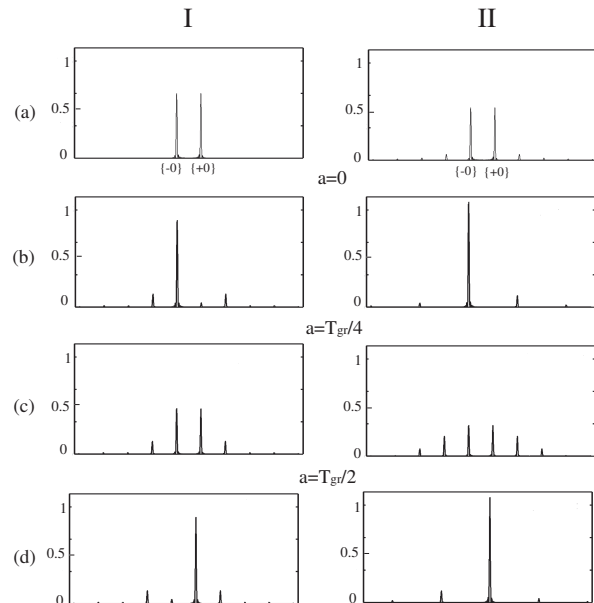 I II
(a) 1 0.5 0 {-0} {+0} 1 0.5 0 {-0} {+0}
a=0
(b) 1 0.5 0 1 0.5 0
a=Tgr/4
(c) 1 0.5 0 1 0.5 0
a=Tgr/2
(d) 1 0.5 0 1 0.5 0